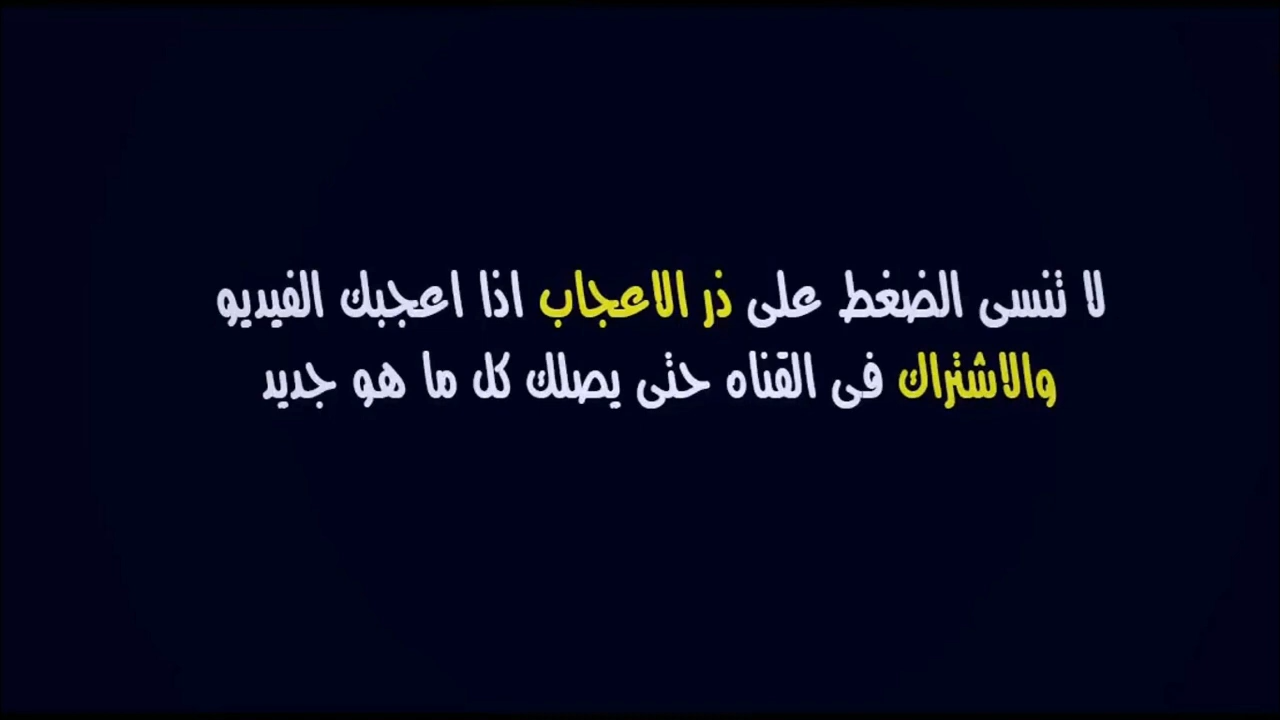 لا تنسى الضغط على ذر الاعجاب اذا اعجبك الفيديو
والاشتراك فى القناه حتى يصلك كل ما هو جديد